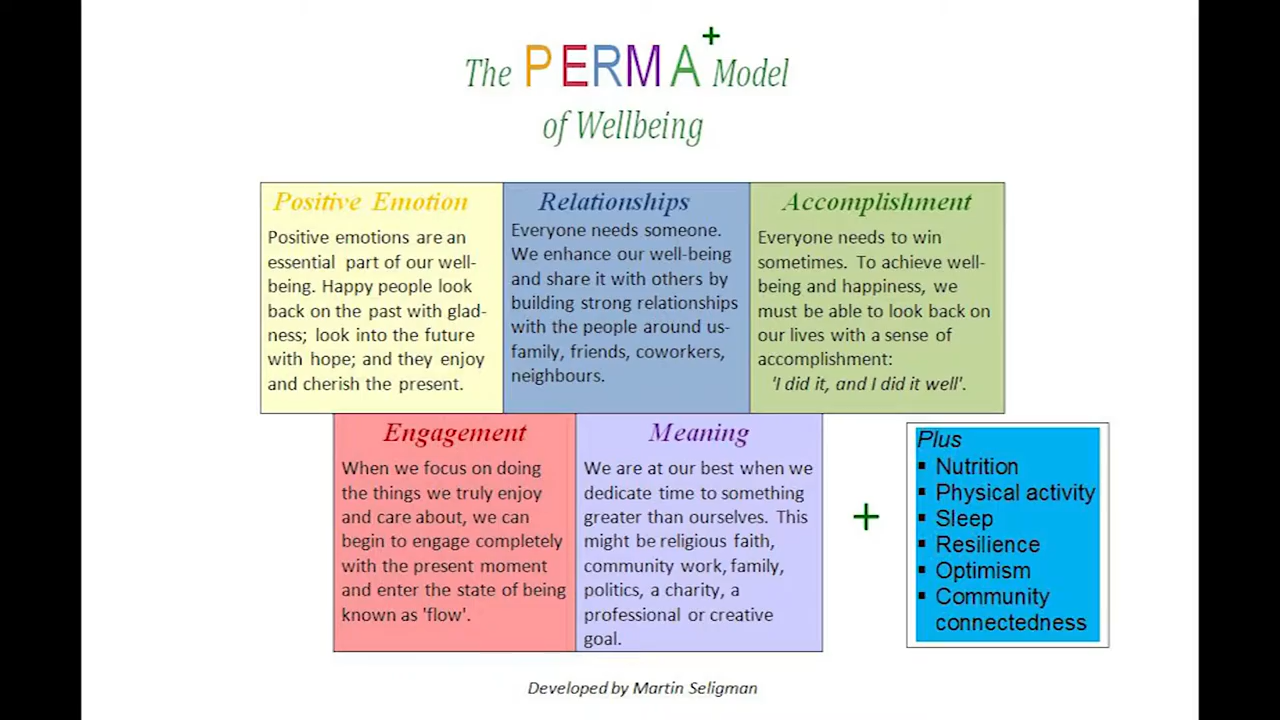 The PERMA+ Model
of Wellbeing
Positive Emotion
Positive emotions are an
essential part of our well-
being. Happy people look
back on the past with glad-
ness; look into the future
with hope; and they enjoy
and cherish the present.
Relationships
Everyone needs someone.
We enhance our well-being
and share it with others by
building strong relationships
with the people around us-
family, friends, coworkers,
neighbours.
Accomplishment
Everyone needs to win
sometimes. To achieve well-
being and happiness, we
must be able to look back on
our lives with a sense of
accomplishment:
'I did it, and I did it well'.
Engagement
When we focus on doing
the things we truly enjoy
and care about, we can
begin to engage completely
with the present moment
and enter the state of being
known as 'flow'.
Meaning
We are at our best when we
dedicate time to something
greater than ourselves. This
might be religious faith,
community work, family,
politics, a charity, a
professional or creative
goal.
+
Plus
▪ Nutrition
▪ Physical activity
▪ Sleep
▪ Resilience
▪ Optimism
▪ Community
connectedness
Developed by Martin Seligman